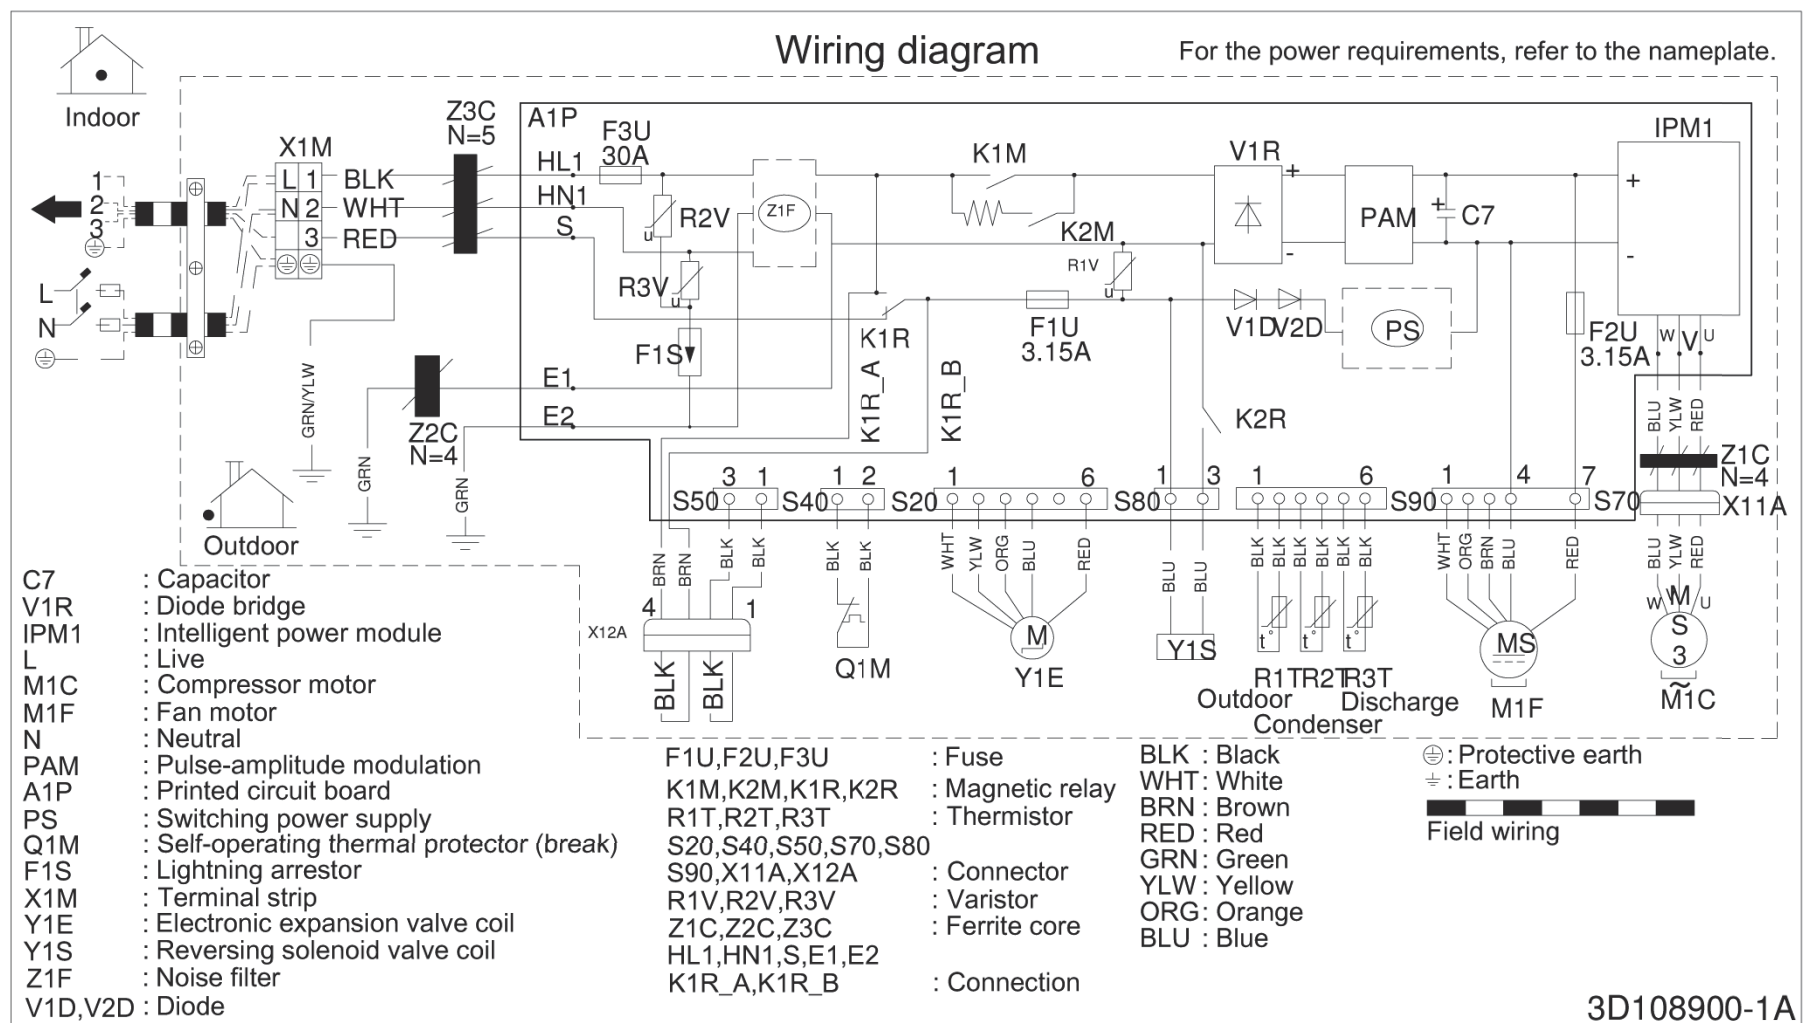 Wiring diagram
For the power requirements, refer to the nameplate.
Indoor
Z3C
N=5
A1P
F3U
30A
IPM1
X1M
HL1
K1M
V1R
+
1
L 1 BLK
HN1
+
2
N 2 WHT
R2V
Z1F
PAM
+
C7
3
3 RED
S
u
K2M
-
-
R3V
u
R1V
u
L
N
K1R
F1U
3.15A
V1D V2D
PS
F2U
3.15A
W V U
F1S
E1
E2
K1R_A
K1R_B
K2R
GRN/YLW
Z2C
N=4
GRN
GRN
BLU
YLW
RED
Z1C
N=4
X11A
3 1
S50
1 2
S40
1 6
S20
1 3
S80
1 6
S90
1 4 7
S70
Outdoor
BRN
BRN
BLK
BLK
BLK
BLK
WHT
YLW
ORG
BLU
RED
BLU
BLU
BLK
BLK
BLK
BLK
BLK
BLK
WHT
ORG
BRN
BLU
RED
BLU
YLW
RED
4 1
X12A
BLK
BLK
Q1M
M
Y1E
Y1S
t° t° t°
R1T R2T R3T
Outdoor
Condenser
Discharge
MS
M1F
W V U
M
S
3
~
M1C
C7 : Capacitor
V1R : Diode bridge
IPM1 : Intelligent power module
L : Live
M1C : Compressor motor
M1F : Fan motor
N : Neutral
PAM : Pulse-amplitude modulation
A1P : Printed circuit board
PS : Switching power supply
Q1M : Self-operating thermal protector (break)
F1S : Lightning arrestor
X1M : Terminal strip
Y1E : Electronic expansion valve coil
Y1S : Reversing solenoid valve coil
Z1F : Noise filter
V1D,V2D : Diode
F1U,F2U,F3U : Fuse
K1M,K2M,K1R,K2R : Magnetic relay
R1T,R2T,R3T : Thermistor
S20,S40,S50,S70,S80
S90,X11A,X12A : Connector
R1V,R2V,R3V : Varistor
Z1C,Z2C,Z3C : Ferrite core
HL1,HN1,S,E1,E2
K1R_A,K1R_B : Connection
BLK : Black
WHT : White
BRN : Brown
RED : Red
GRN : Green
YLW : Yellow
ORG : Orange
BLU : Blue
: Protective earth
: Earth
Field wiring
3D108900-1A